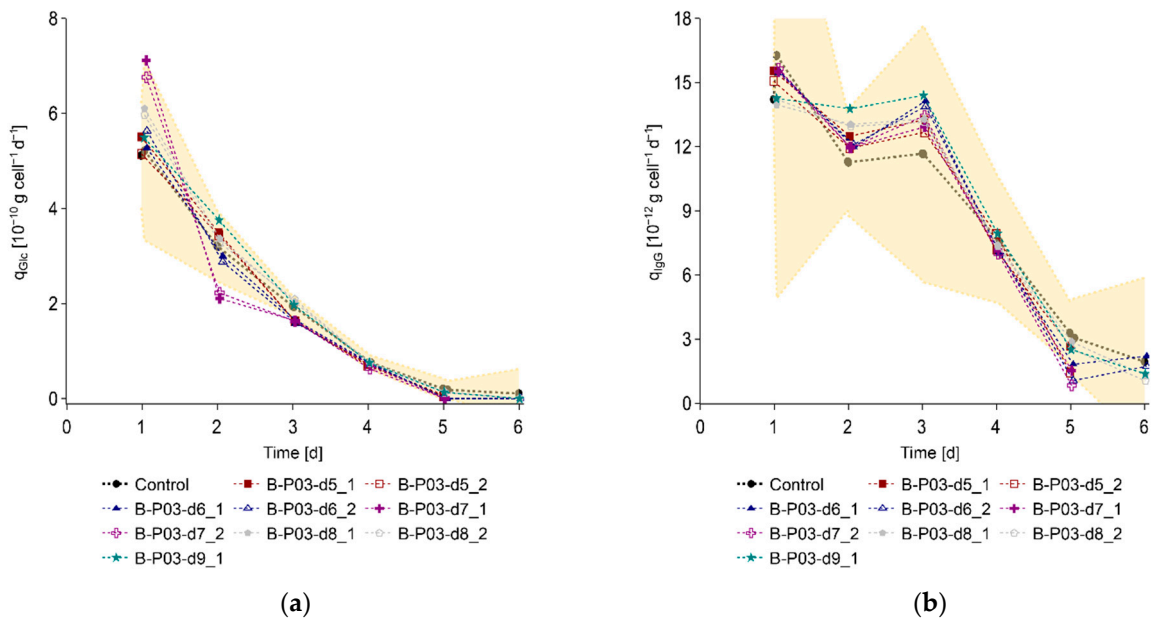 8
6
4
2
0
q_Glc [10⁻¹⁰ g cell⁻¹ d⁻¹]
0 1 2 3 4 5 6
Time [d]
Control B-P03-d5_1 B-P03-d5_2
B-P03-d6_1 B-P03-d6_2 B-P03-d7_1
B-P03-d7_2 B-P03-d8_1 B-P03-d8_2
B-P03-d9_1
(a)
18
15
12
9
6
3
0
q_IgG [10⁻¹² g cell⁻¹ d⁻¹]
0 1 2 3 4 5 6
Time [d]
Control B-P03-d5_1 B-P03-d5_2
B-P03-d6_1 B-P03-d6_2 B-P03-d7_1
B-P03-d7_2 B-P03-d8_1 B-P03-d8_2
B-P03-d9_1
(b)